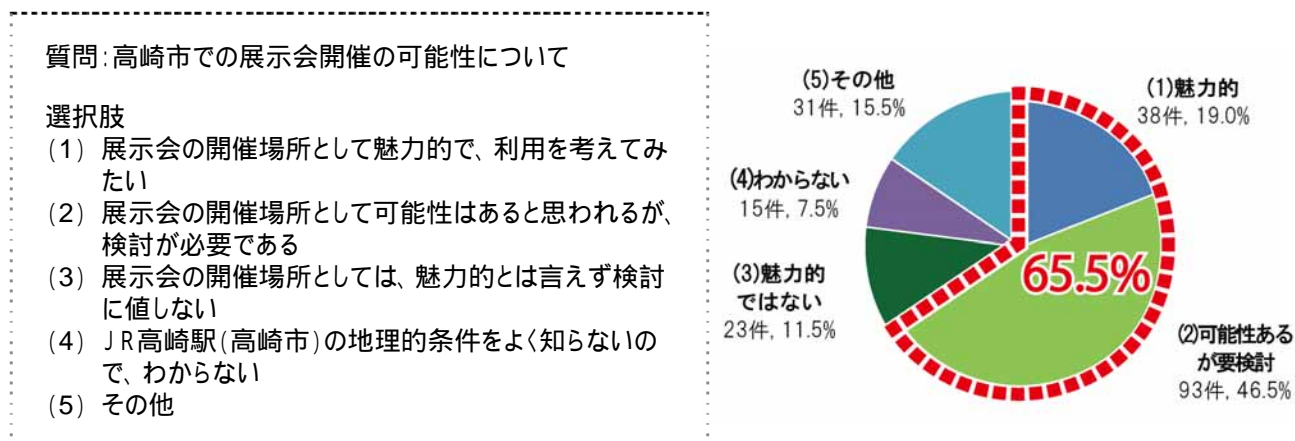 質問:高崎市での展示会開催の可能性について
選択肢
(1) 展示会の開催場所として魅力的で、利用を考えてみ
たい
(2) 展示会の開催場所として可能性はあると思われるが、
検討が必要である
(3) 展示会の開催場所としては、魅力的とは言えず検討
に値しない
(4) JR高崎駅(高崎市)の地理的条件をよく知らないの
で、わからない
(5) その他
(5)その他
31件, 15.5%
(1)魅力的
38件, 19.0%
(4)わからない
15件, 7.5%
(3)魅力的
ではない
23件, 11.5%
65.5%
(2)可能性ある
が要検討
93件, 46.5%